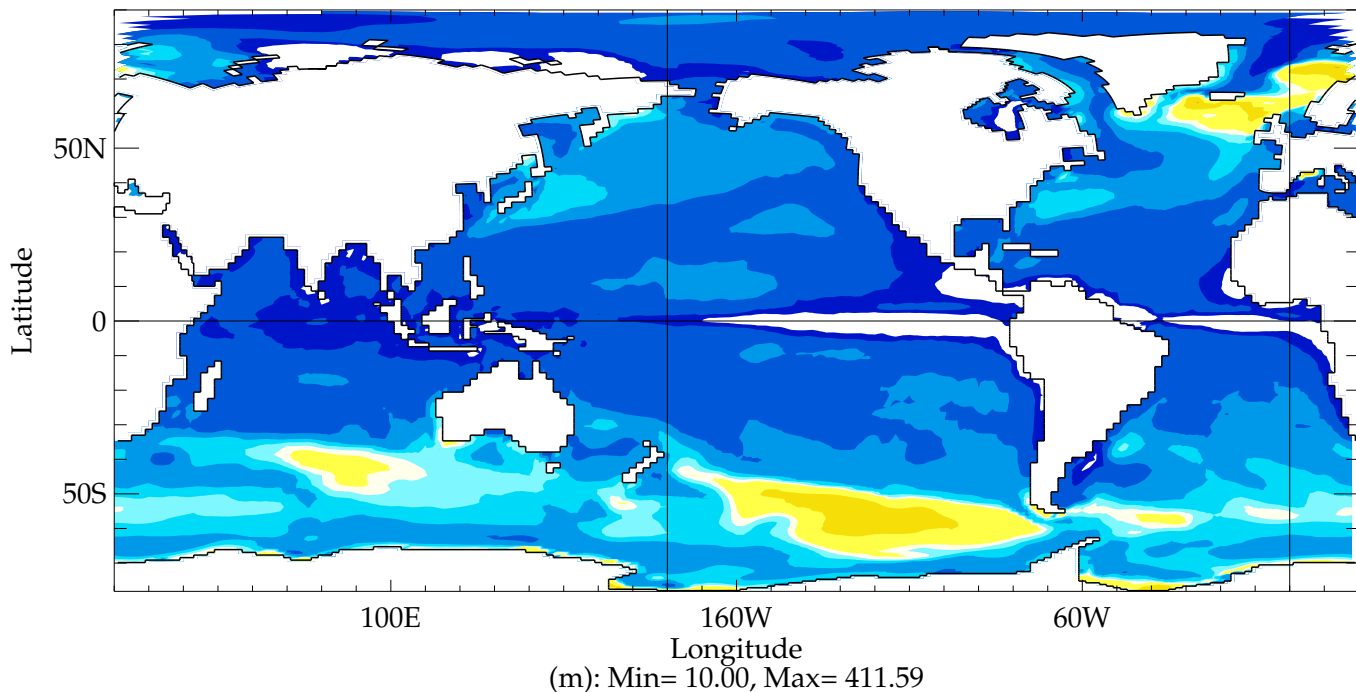 50N
0
50S
Latitude
100E 160W 60W
Longitude
(m): Min= 10.00, Max= 411.59